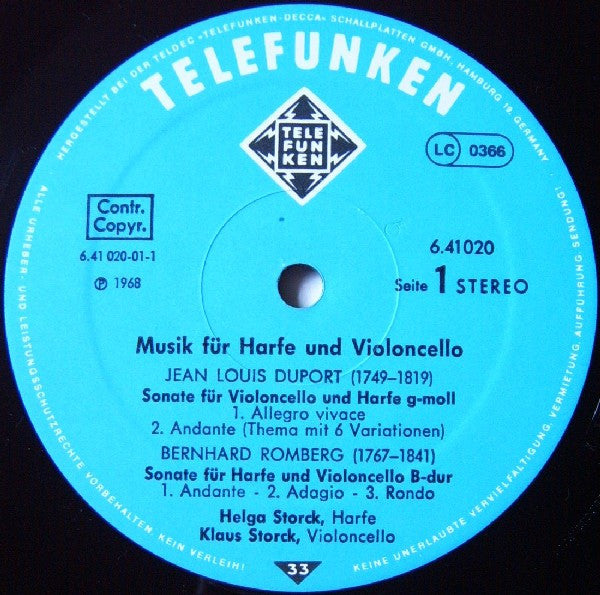 HERGESTELLT BEI DER TELDEC »TELEFUNKEN-DECCA« SCHALLPLATTEN GMBH, HAMBURG 19, GERMANY
TELEFUNKEN
TELE
FUN
KEN
LC 0366
Contr.
Copyr.
6.41 020-01-1
℗ 1968
6.41020
Seite 1 STEREO
Musik für Harfe und Violoncello
JEAN LOUIS DUPORT (1749–1819)
Sonate für Violoncello und Harfe g-moll
1. Allegro vivace
2. Andante (Thema mit 6 Variationen)
BERNHARD ROMBERG (1767–1841)
Sonate für Harfe und Violoncello B-dur
1. Andante - 2. Adagio - 3. Rondo
Helga Storck, Harfe
Klaus Storck, Violoncello
33
ALLE URHEBER- UND LEISTUNGSSCHUTZRECHTE VORBEHALTEN. KEIN VERLEIH!
KEINE UNERLAUBTE VERVIELFÄLTIGUNG, VERMIETUNG, AUFFÜHRUNG, SENDUNG!